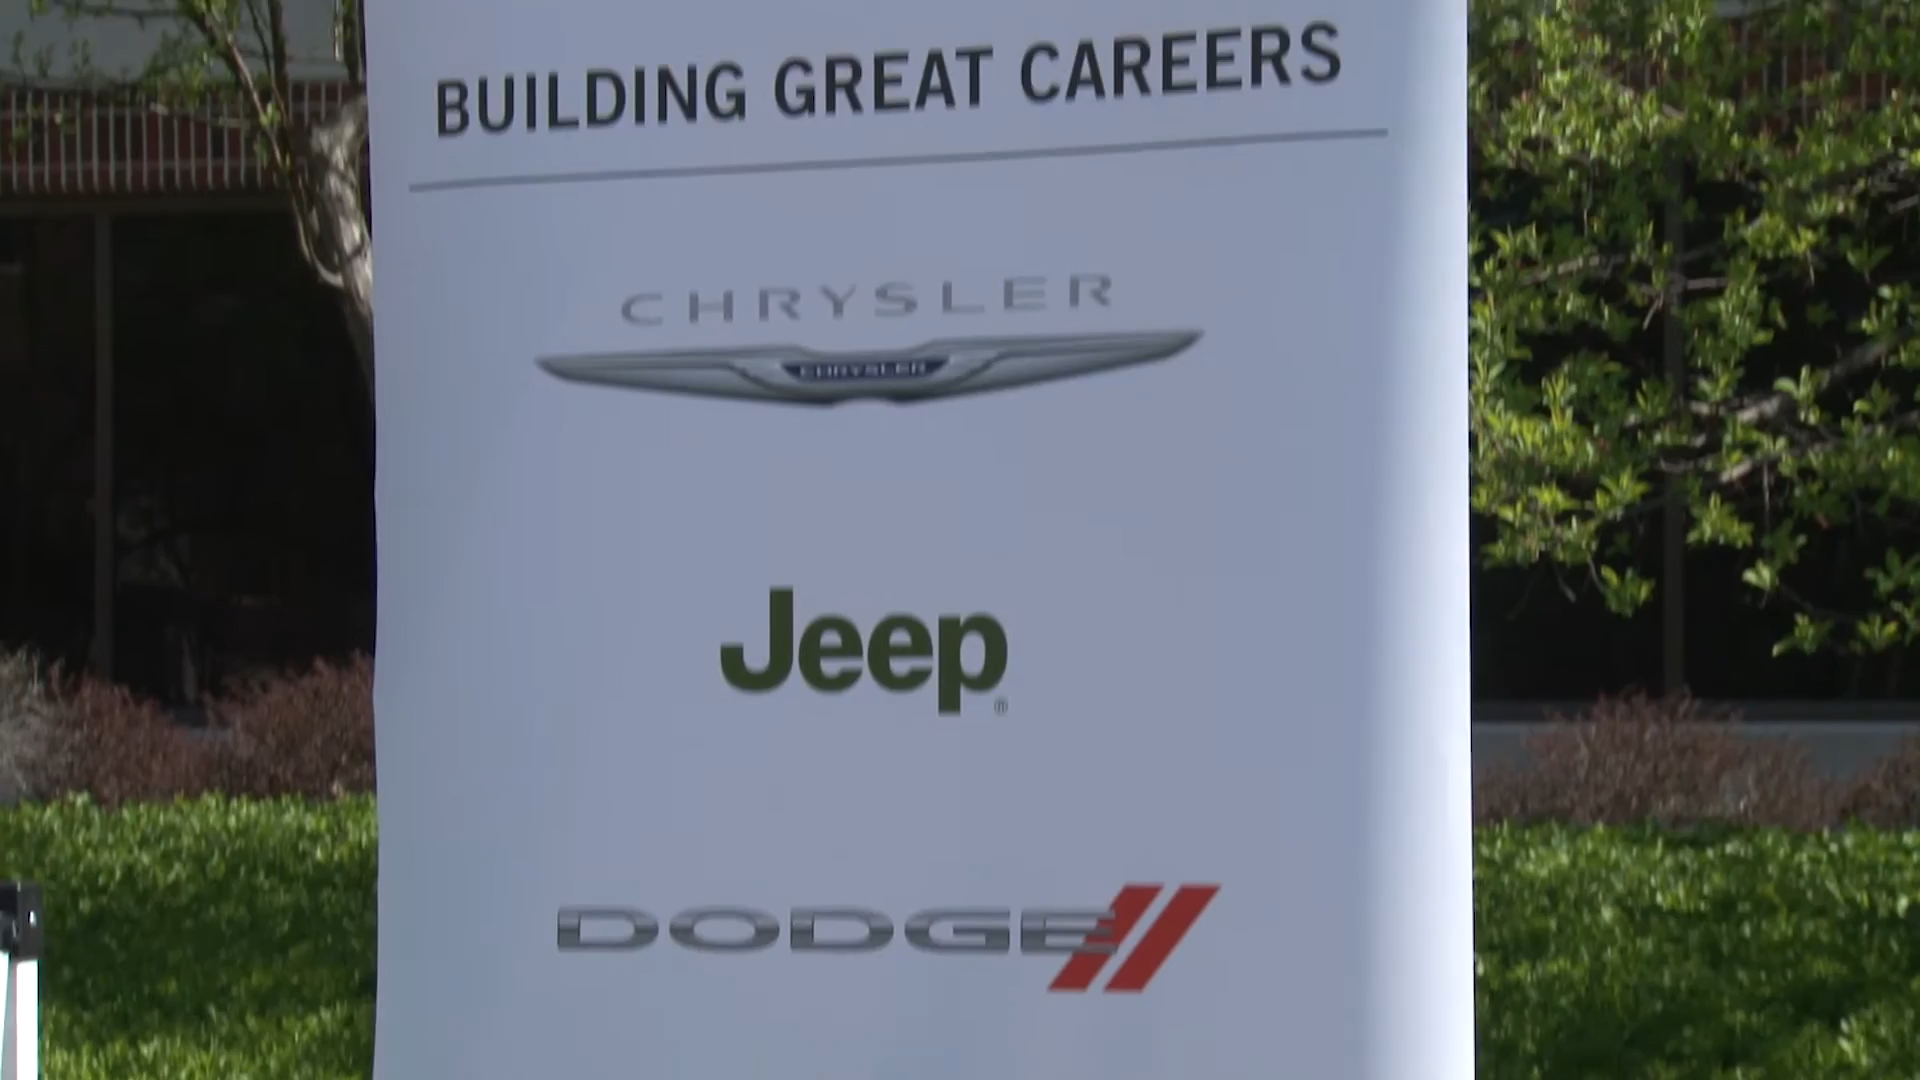 BUILDING GREAT CAREERS
CHRYSLER
CHRYSLER
Jeep
®
DODGE